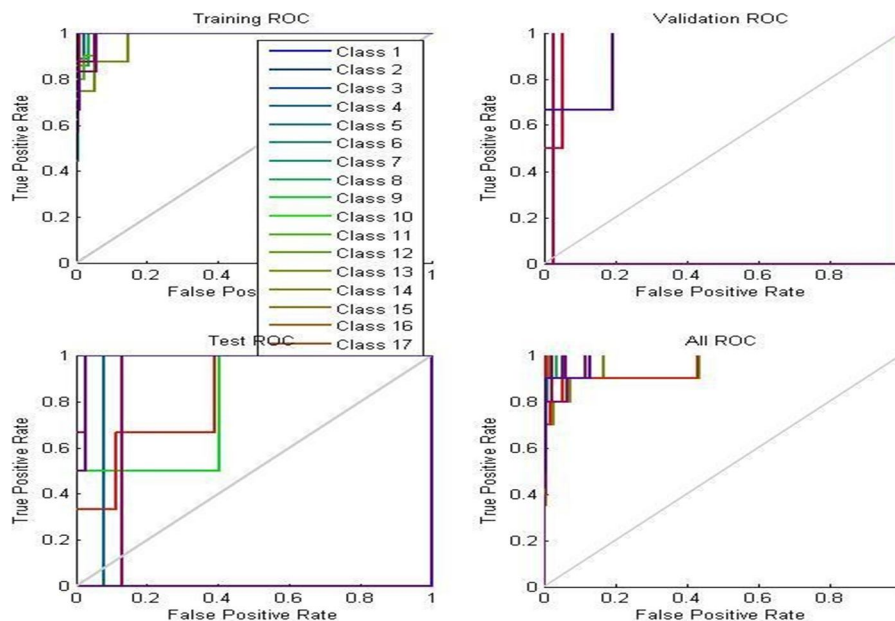 Training ROC
1
0.8
0.6
0.4
0.2
0
True Positive Rate
0 0.2 0.4 1
False Posi
Class 1
Class 2
Class 3
Class 4
Class 5
Class 6
Class 7
Class 8
Class 9
Class 10
Class 11
Class 12
Class 13
Class 14
Class 15
Class 16
Class 17
Validation ROC
1
0.8
0.6
0.4
0.2
0
True Positive Rate
0 0.2 0.4 0.6 0.8
False Positive Rate
Test ROC
1
0.8
0.6
0.4
0.2
0
True Positive Rate
0 0.2 0.4 0.6 0.8 1
False Positive Rate
All ROC
1
0.8
0.6
0.4
0.2
0
True Positive Rate
0 0.2 0.4 0.6 0.8
False Positive Rate